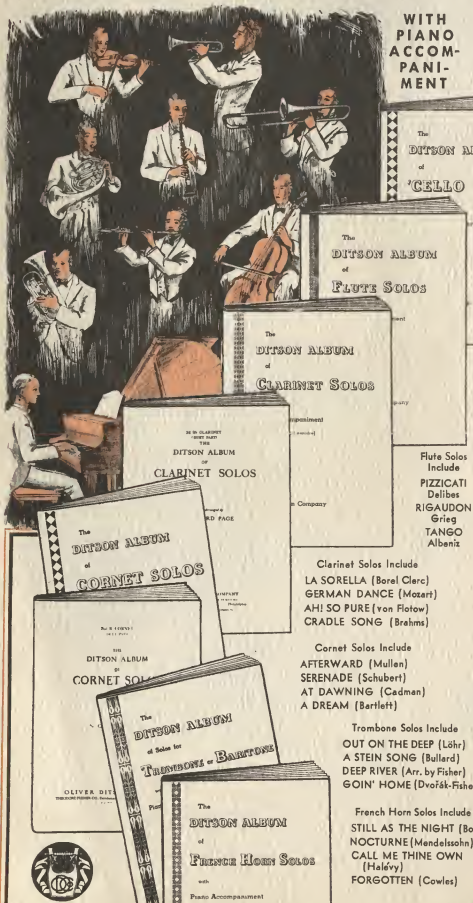 WITH
PIANO
ACCOM-
PANI-
MENT
The
DITSON
of
'CELLO
The
DITSON ALBUM
of
FLUTE SOLOS
The
DITSON ALBUM
of
CLARINET SOLOS
Company
THE
DITSON ALBUM
OF
CLARINET SOLOS
RD PAGE
The
DITSON ALBUM
of
CORNET SOLOS
THE
DITSON ALBUM
OF
CORNET
OLIVER
The
DITSON ALBUM
of Solos for
TROMBONE or BARITONE
The
DITSON ALBUM
of
FRENCH HORN SOLOS
with
Piano Accompaniment
Flute Solos
Include
PIZZICATI
Delibes
RIGAUDON
Grieg
TANGO
Albeniz
Clarinet Solos Include
LA SORELLA (Borel Clerc)
GERMAN DANCE (Mozart)
AH! SO PURE (von Flotow)
CRADLE SONG (Brahms)
Cornet Solos Include
AFTERWARD (Mullen)
SERENADE (Schubert)
AT DAWNING (Cadman)
A DREAM (Bartlett)
Trombone Solos Include
OUT ON THE DEEP (Löhr)
A STEIN SONG (Bullard)
DEEP RIVER (Arr. by Fisher)
GOIN' HOME (Dvořák-Fishe
French Horn Solos Include
STILL AS THE NIGHT (Bo
NOCTURNE (Mendelssohn)
CALL ME THINE OWN
(Halévy)
FORGOTTEN (Cowles)